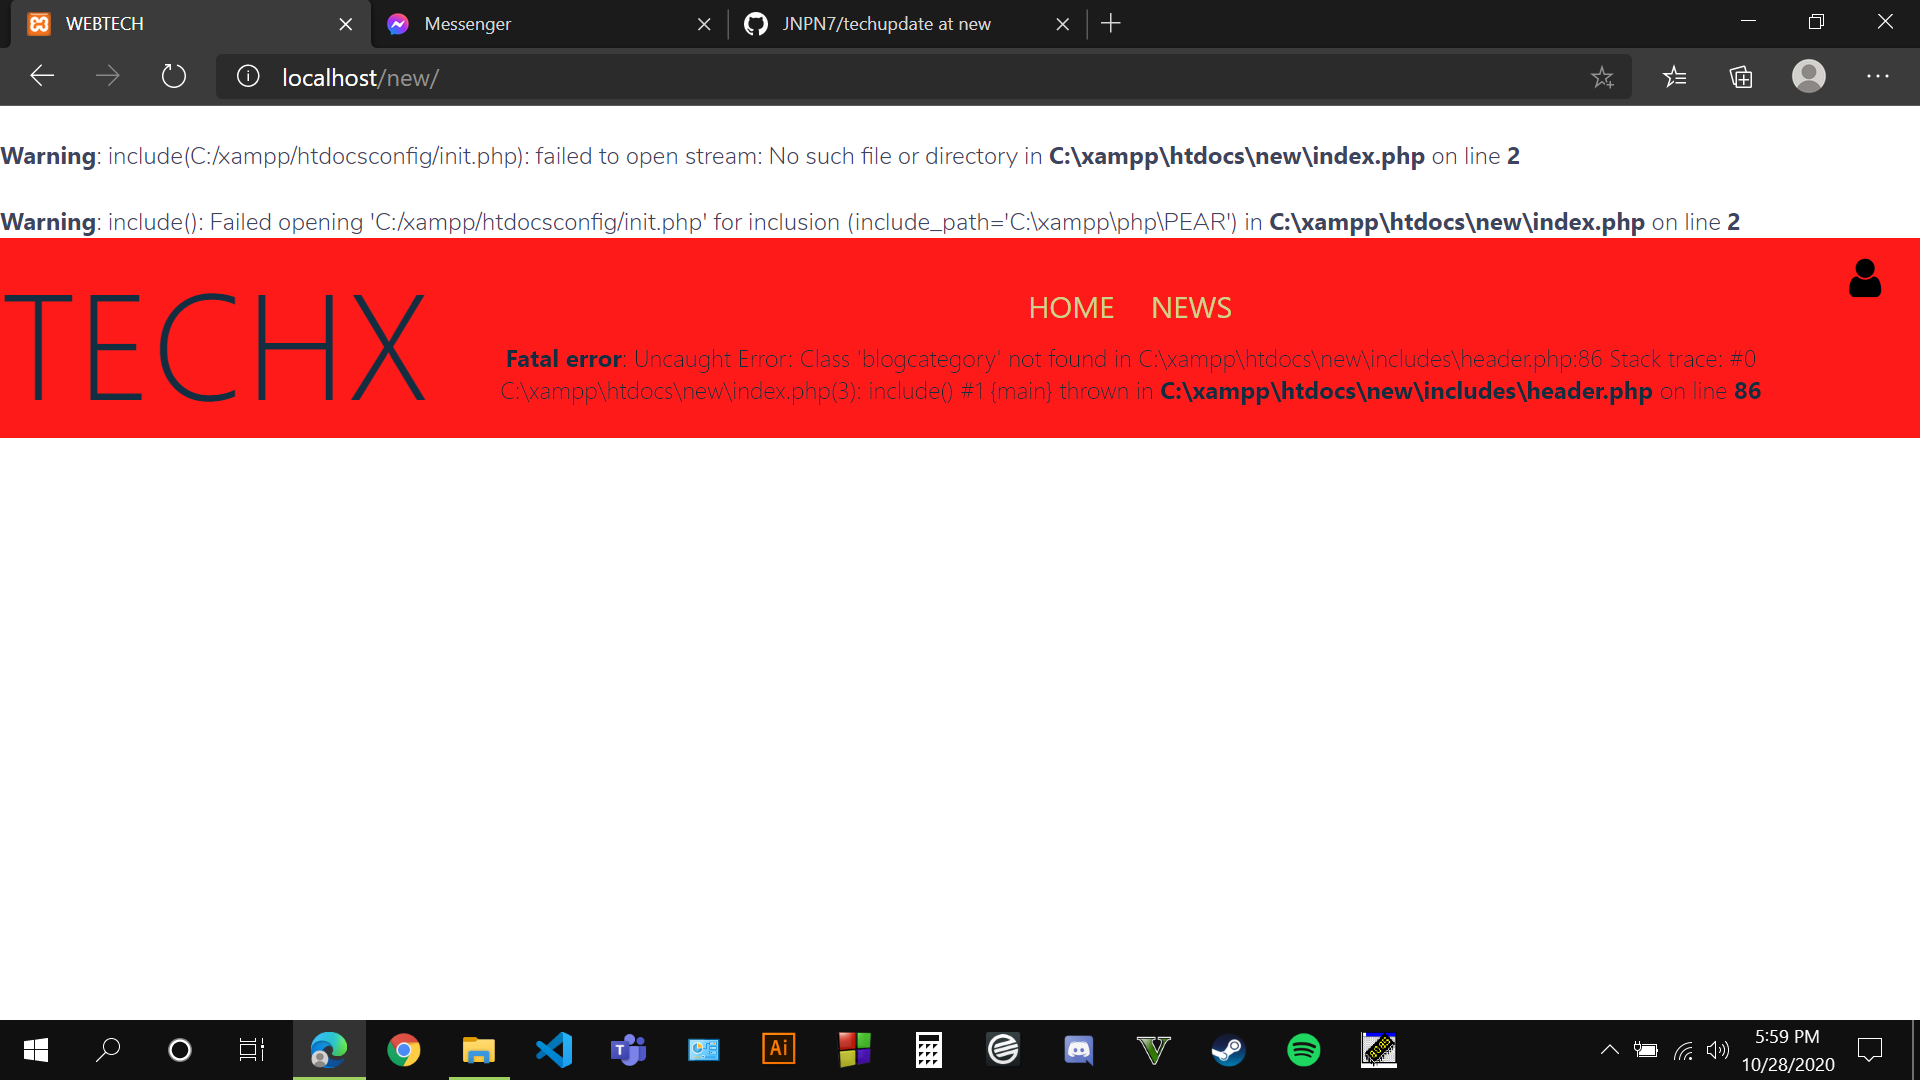 WEBTECH
Messenger
JNPN7/techupdate at new
localhost/new/
Warning: include(C:/xampp/htdocsconfig/init.php): failed to open stream: No such file or directory in C:\xampp\htdocs\new\index.php on line 2
Warning: include(): Failed opening 'C:/xampp/htdocsconfig/init.php' for inclusion (include_path='C:\xampp\php\PEAR') in C:\xampp\htdocs\new\index.php on line 2
TECHX
HOME NEWS
Fatal error: Uncaught Error: Class 'blogcategory' not found in C:\xampp\htdocs\new\includes\header.php:86 Stack trace: #0
C:\xampp\htdocs\new\index.php(3): include() #1 {main} thrown in C:\xampp\htdocs\new\includes\header.php on line 86
Ai
5:59 PM
10/28/2020